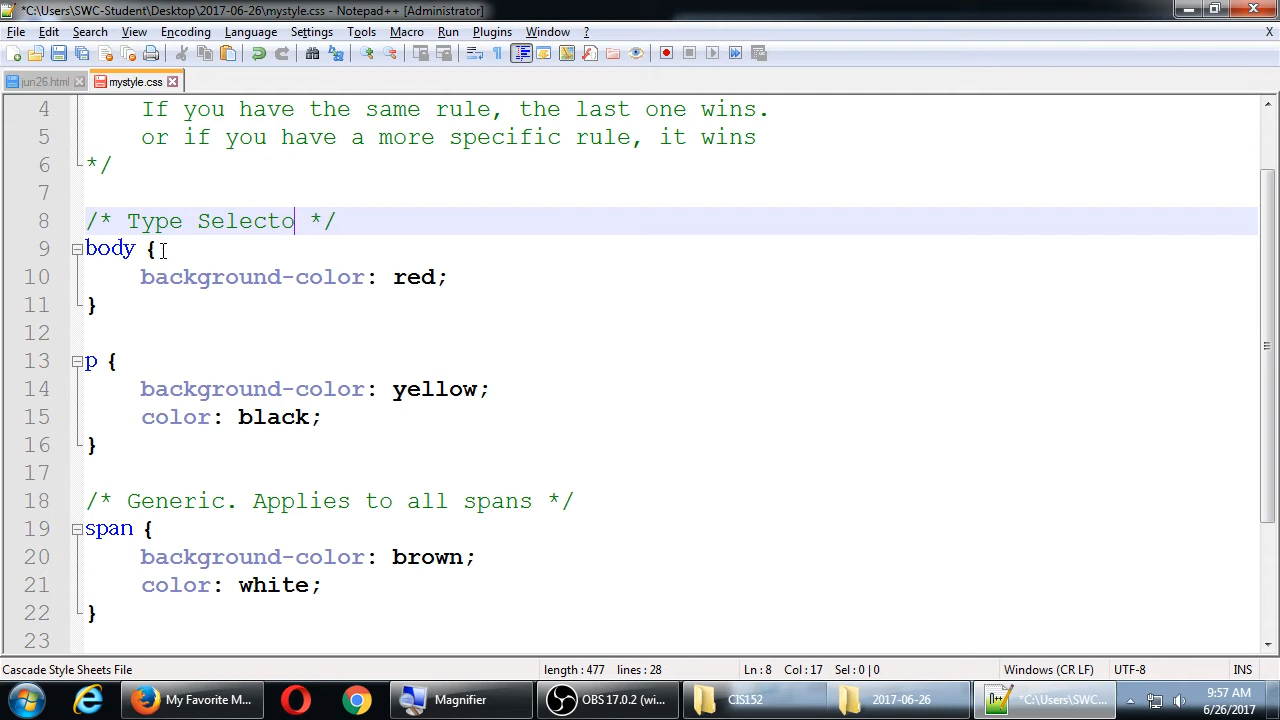 *C:\Users\SWC-Student\Desktop\2017-06-26\mystyle.css - Notepad++ [Administrator]
File Edit Search View Encoding Language Settings Tools Macro Run Plugins Window ? X
jun26.html mystyle.css
4 If you have the same rule, the last one wins.
5 or if you have a more specific rule, it wins
6 */
7
8 /* Type Selecto */
9 body {
10 background-color: red;
11 }
12
13 p {
14 background-color: yellow;
15 color: black;
16 }
17
18 /* Generic. Applies to all spans */
19 span {
20 background-color: brown;
21 color: white;
22 }
23
Cascade Style Sheets File length : 477 lines : 28 Ln : 8 Col : 17 Sel : 0 | 0 Windows (CR LF) UTF-8 INS
My Favorite M... Magnifier OBS 17.0.2 (wi... CIS152 2017-06-26 *C:\Users\SWC... 9:57 AM
6/26/2017